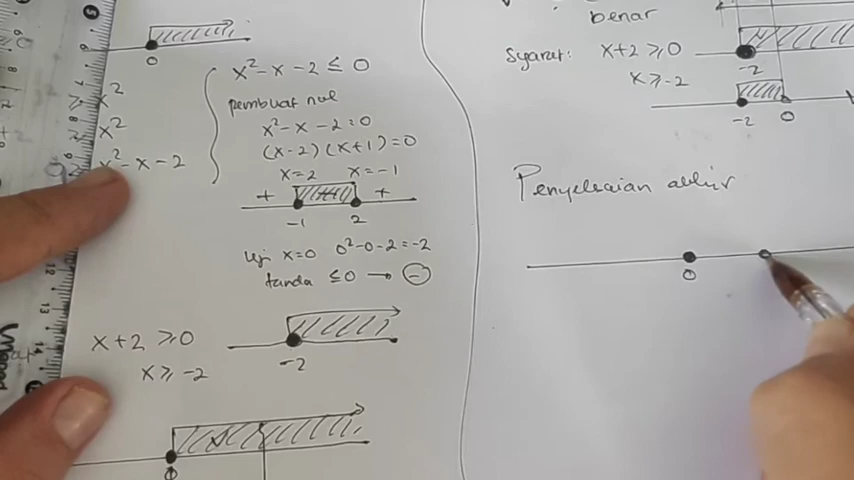 0
≥ x²
≥ x²
x² - x - 2
x² - x - 2 ≤ 0
pembuat nol
x² - x - 2 = 0
(x-2) (x+1) = 0
x = 2 x = -1
+ +
-1 2
uji x=0 0² - 0 - 2 = -2
tanda ≤ 0 → -
x + 2 ≥ 0
x ≥ -2
-2
0
benar
syarat: x+2 ≥ 0
x ≥ -2
-2
-2 0
Penyelesaian akhir
0